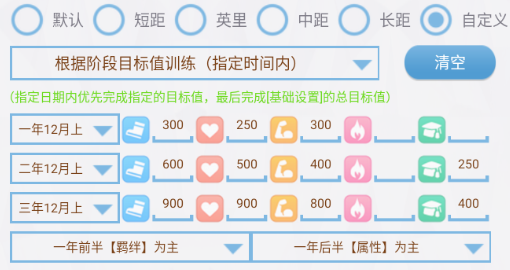 默认 短距 英里 中距 长距 自定义
根据阶段目标值训练（指定时间内） 清空
（指定日期内优先完成指定的目标值，最后完成[基础设置]的总目标值）
一年12月上 300 250 300
二年12月上 600 500 400 250
三年12月上 900 900 800 400
一年前半【羁绊】为主 一年后半【属性】为主